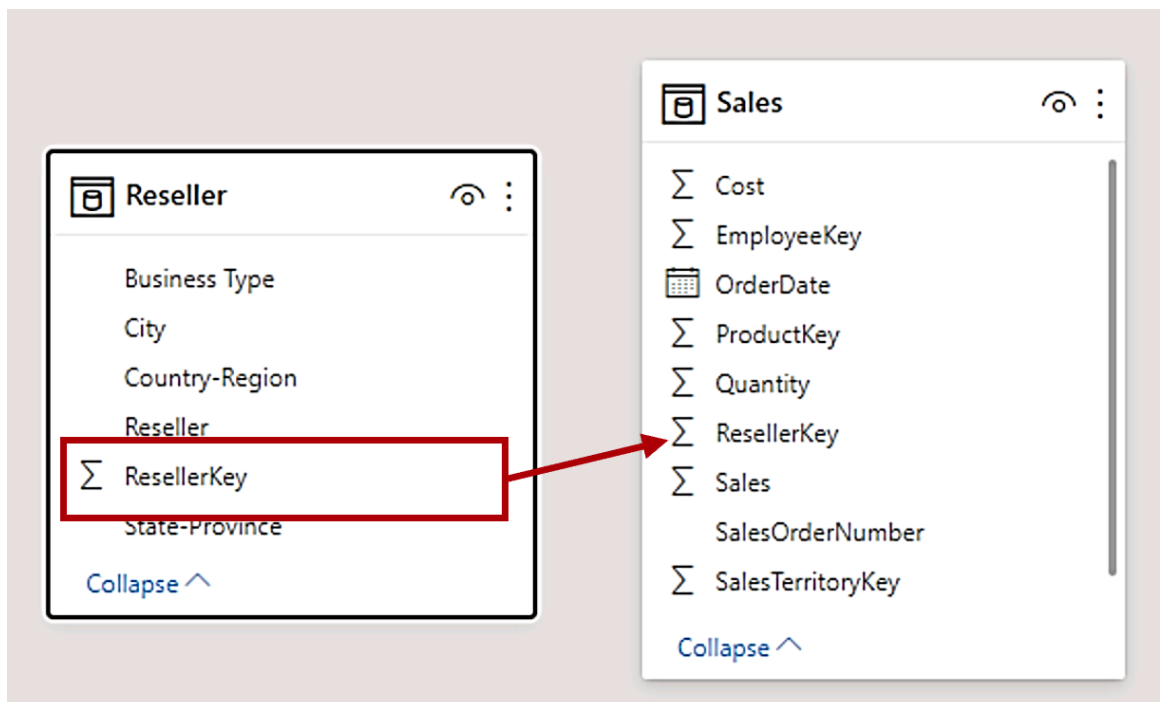 Reseller
Business Type
City
Country-Region
Reseller
ResellerKey
State-Province
Collapse
Sales
Cost
EmployeeKey
OrderDate
ProductKey
Quantity
ResellerKey
Sales
SalesOrderNumber
SalesTerritoryKey
Collapse